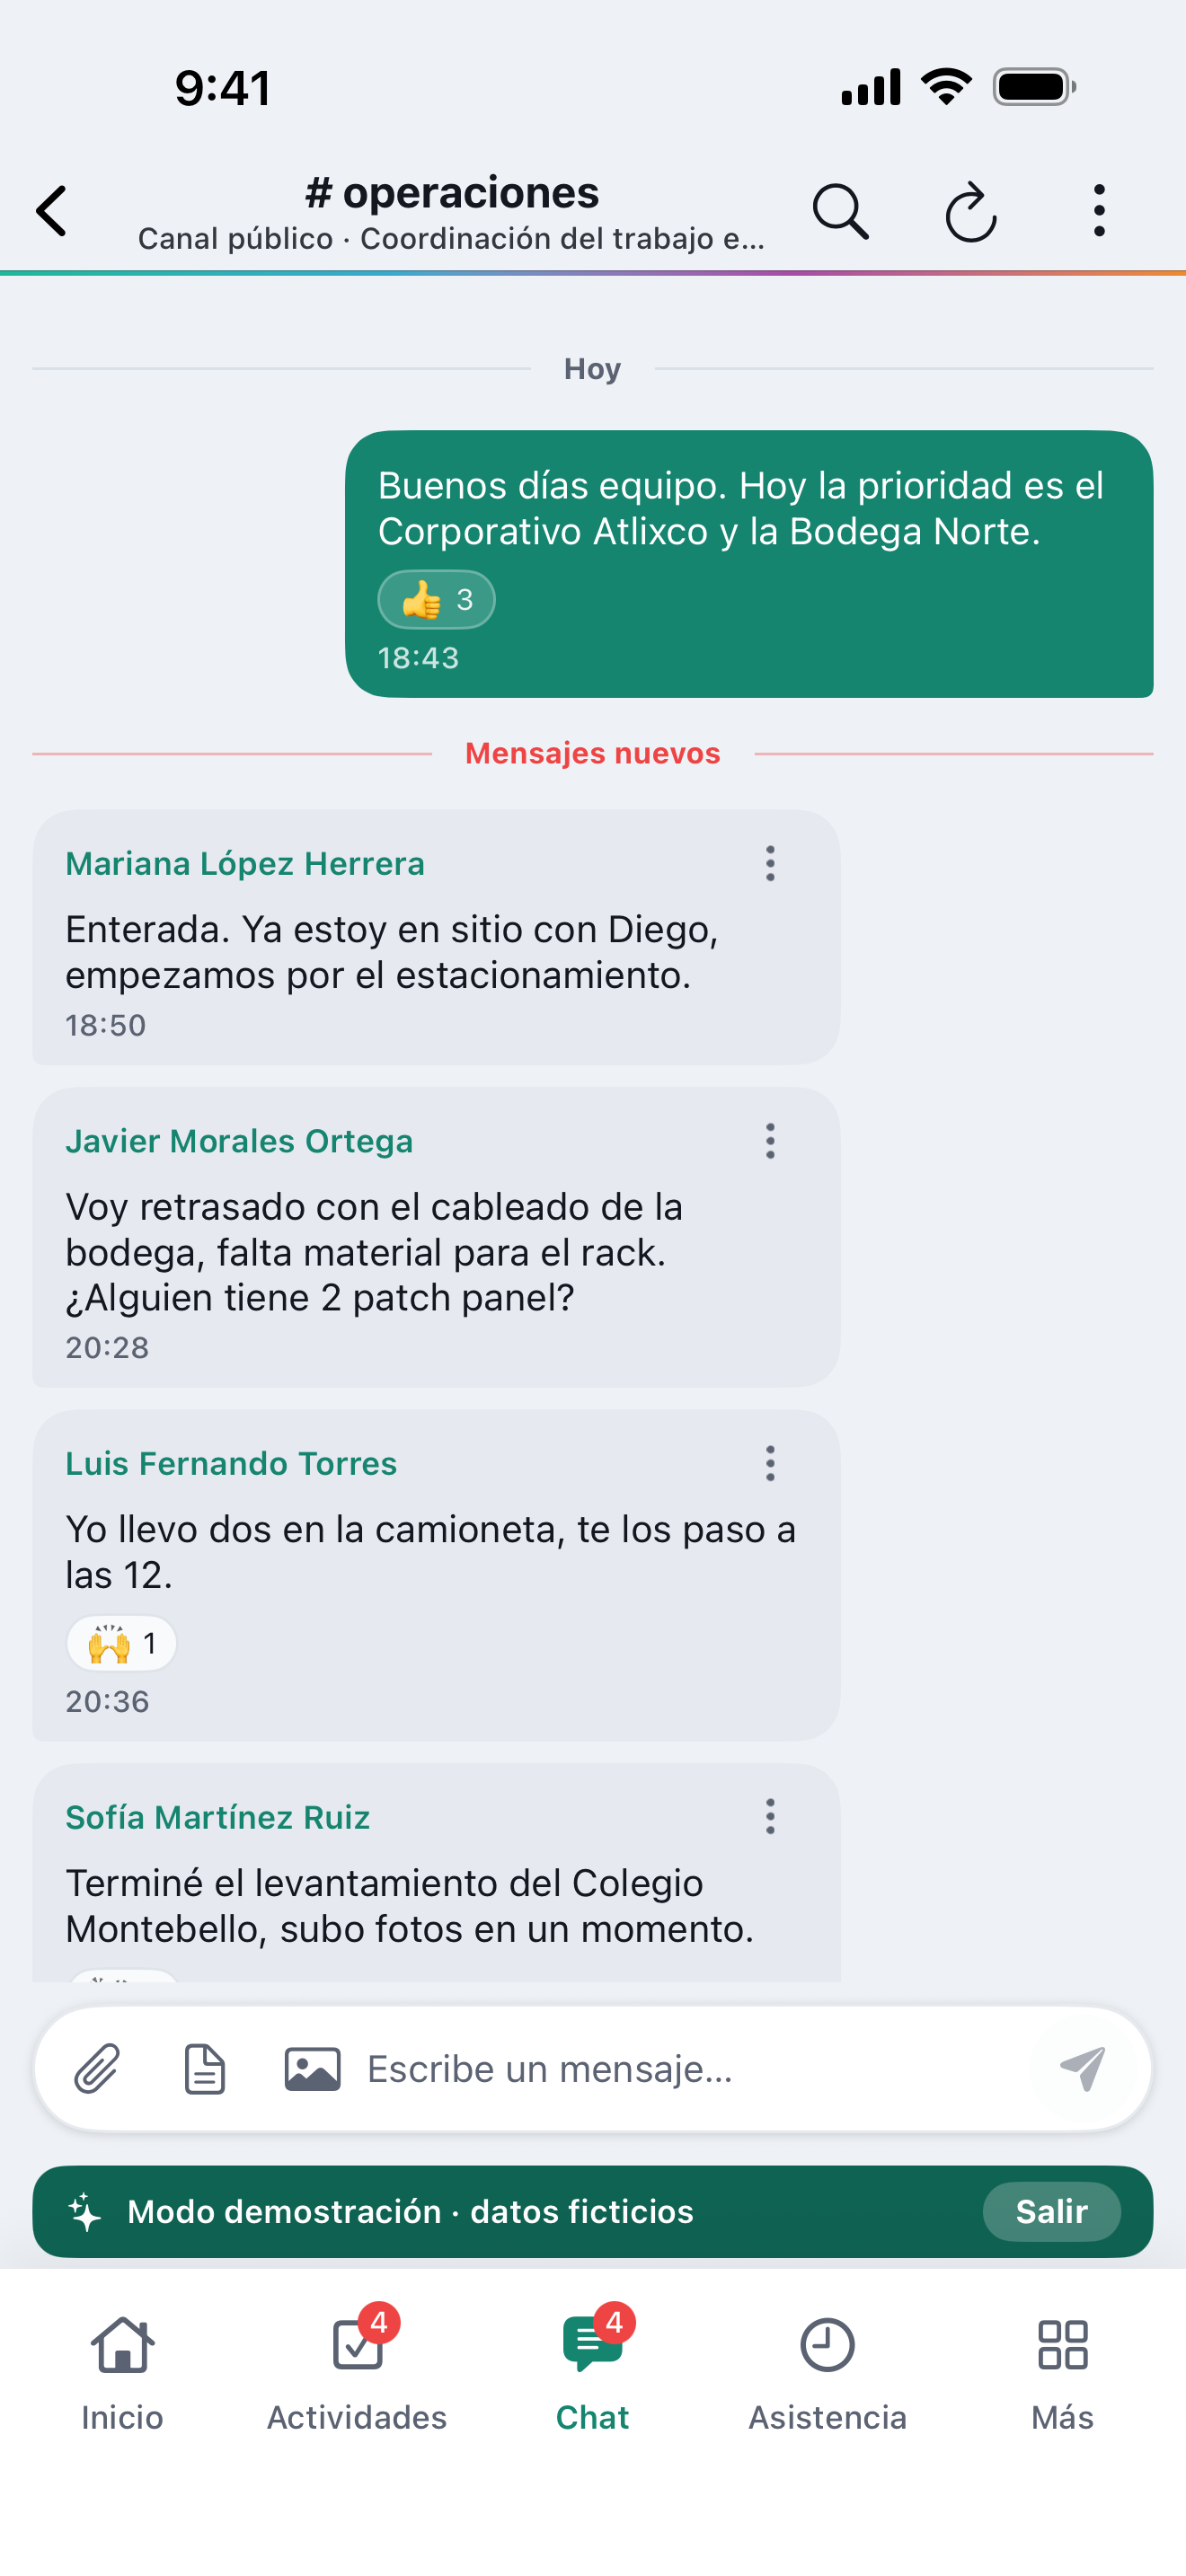 9:41
# operaciones
Canal público · Coordinación del trabajo e...
Hoy
Buenos días equipo. Hoy la prioridad es el
Corporativo Atlixco y la Bodega Norte.
👍 3
18:43
Mensajes nuevos
Mariana López Herrera
Enterada. Ya estoy en sitio con Diego,
empezamos por el estacionamiento.
18:50
Javier Morales Ortega
Voy retrasado con el cableado de la
bodega, falta material para el rack.
¿Alguien tiene 2 patch panel?
20:28
Luis Fernando Torres
Yo llevo dos en la camioneta, te los paso a
las 12.
🙌 1
20:36
Sofía Martínez Ruiz
Terminé el levantamiento del Colegio
Montebello, subo fotos en un momento.
Escribe un mensaje...
Modo demostración · datos ficticios
Salir
4
4
Inicio
Actividades
Chat
Asistencia
Más